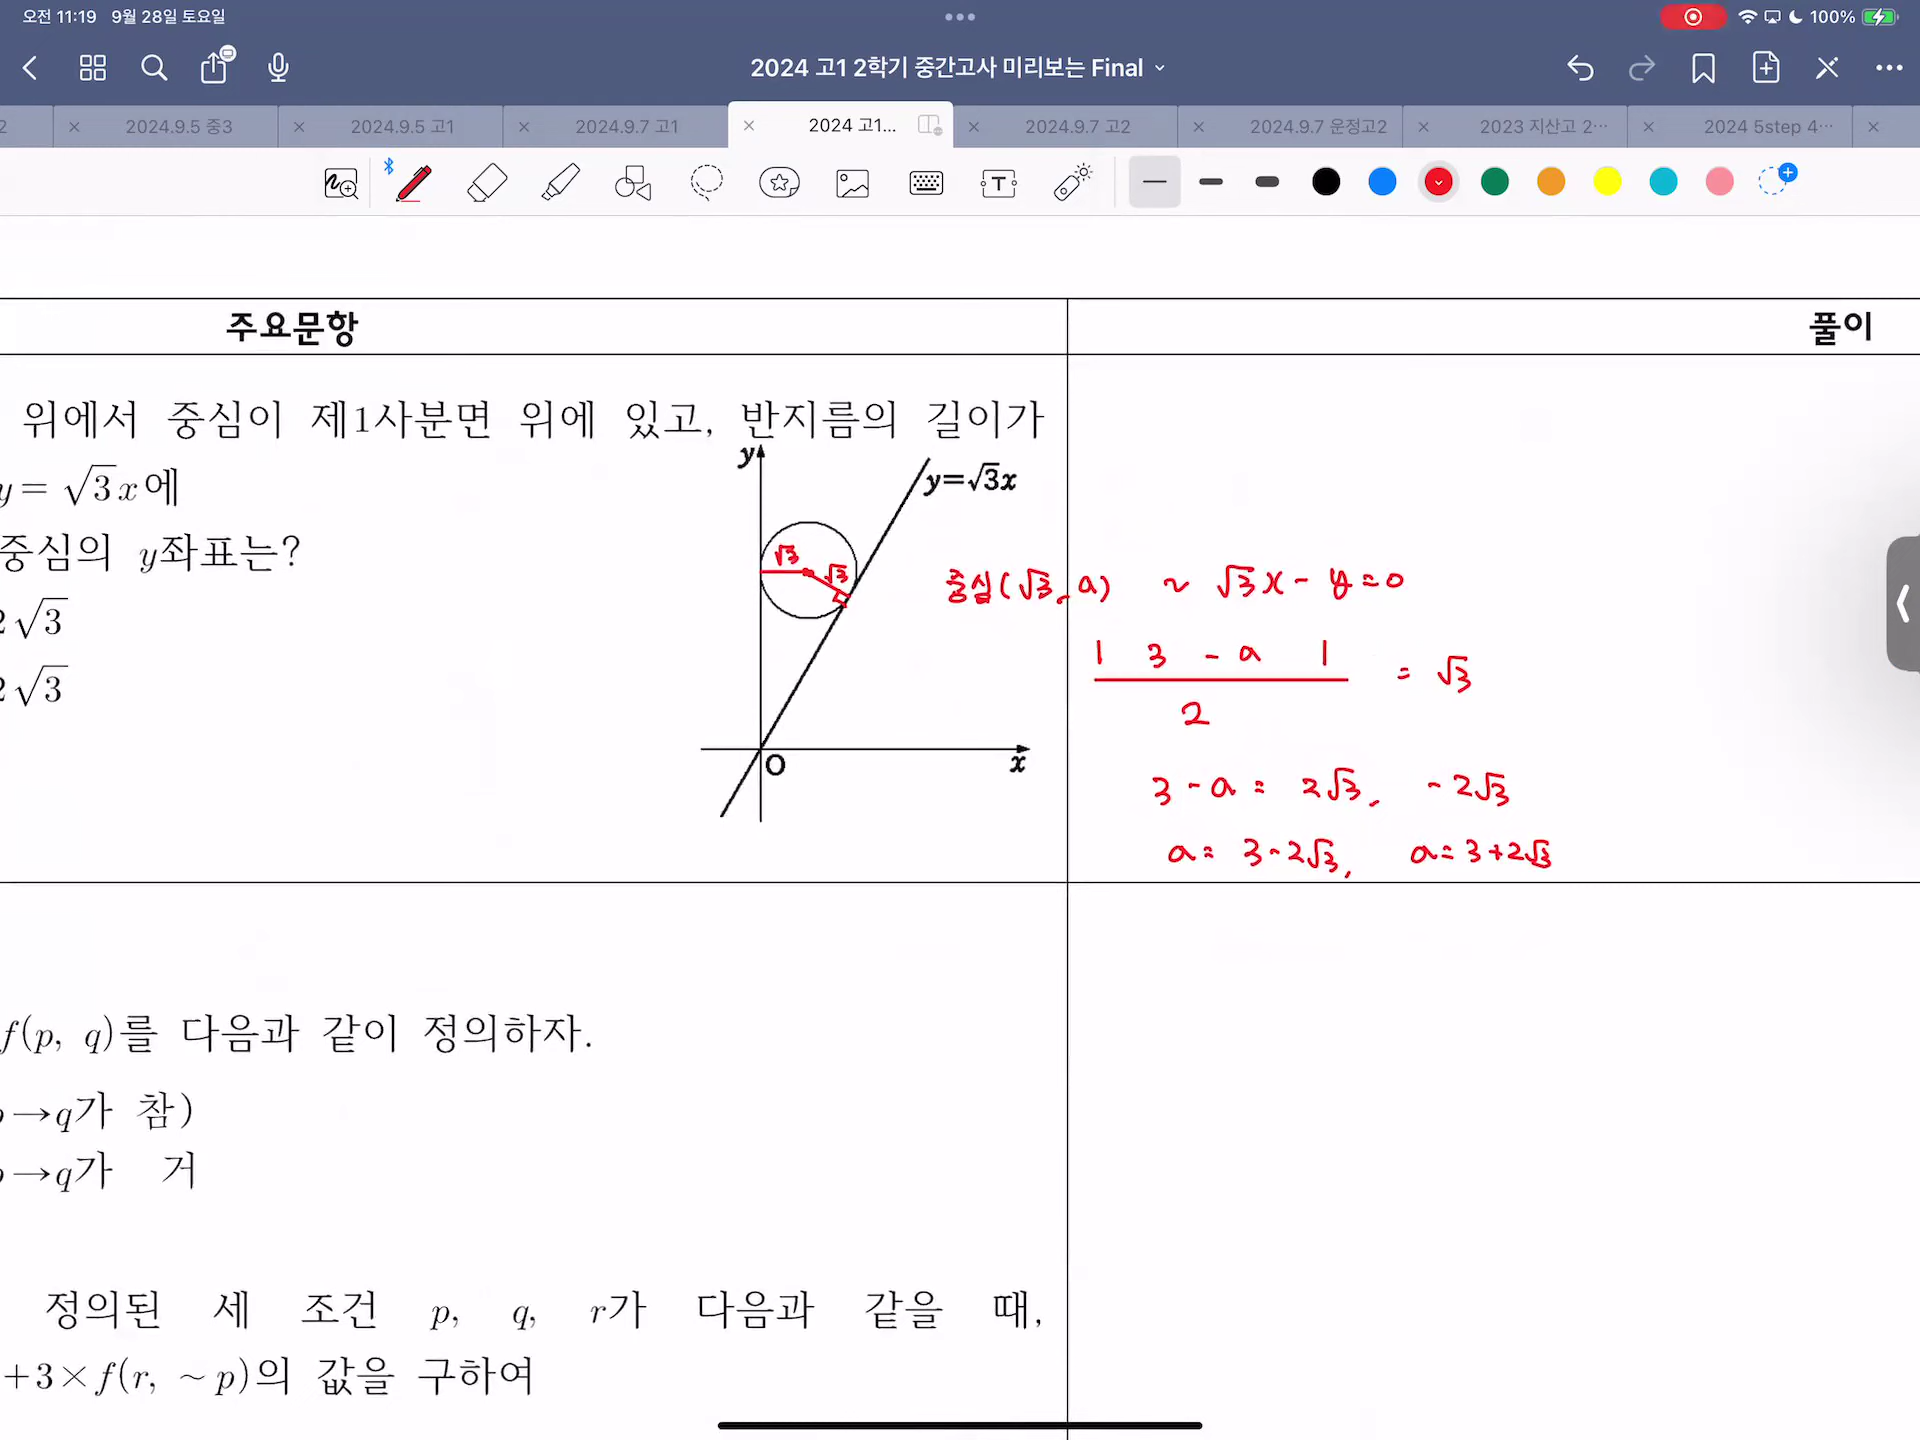 오전 11:19 9월 28일 토요일
100%
2024 고1 2학기 중간고사 미리보는 Final
2 2024.9.5 중3 2024.9.5 고1 2024.9.7 고1 2024 고1... 2024.9.7 고2 2024.9.7 운정고2 2023 지산고 2… 2024 5step 4…
주요문항 풀이
위에서 중심이 제1사분면 위에 있고, 반지름의 길이가
y = √3 x에
중심의 y좌표는?
2√3
2√3
y
y=√3x
√3
√3
O
x
중심(√3, a) ~ √3x - y = 0
|3 - a| / 2 = √3
3 - a = 2√3, -2√3
a = 3-2√3, a = 3+2√3
f(p, q)를 다음과 같이 정의하자.
p→q가 참)
p→q가 거
정의된 세 조건 p, q, r가 다음과 같을 때,
+3×f(r, ~p)의 값을 구하여